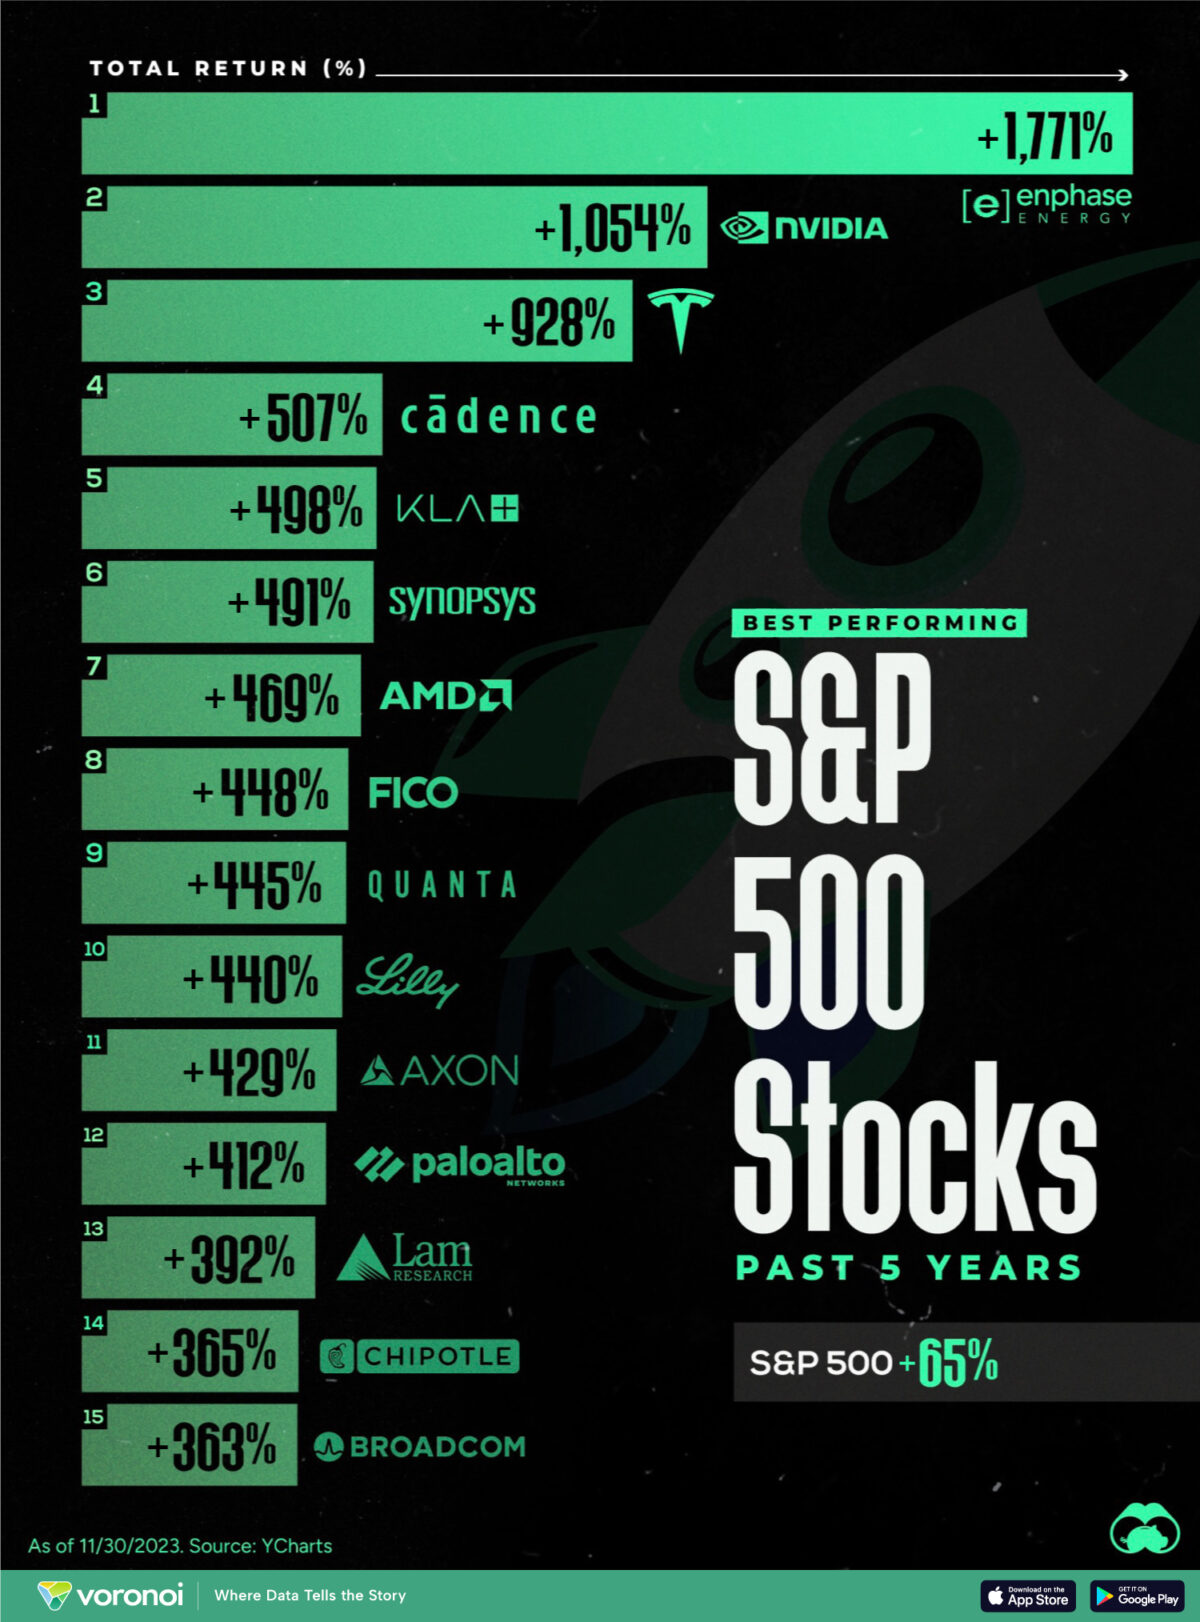 TOTAL RETURN (%)
1
+1,771%
[e] enphase
ENERGY
2
+1,054%
NVIDIA
3
+928%
4
+507%
cādence
5
+498%
KLA+
6
+491%
SYNOPSYS
7
+469%
AMD
8
+448%
FICO
9
+445%
QUANTA
10
+440%
Lilly
11
+429%
AXON
12
+412%
paloalto
NETWORKS
13
+392%
Lam
RESEARCH
14
+365%
CHIPOTLE
15
+363%
BROADCOM
BEST PERFORMING
S&P
500
Stocks
PAST 5 YEARS
S&P 500 +65%
As of 11/30/2023. Source: YCharts
voronoi
Where Data Tells the Story
Download on the
App Store
GET IT ON
Google Play